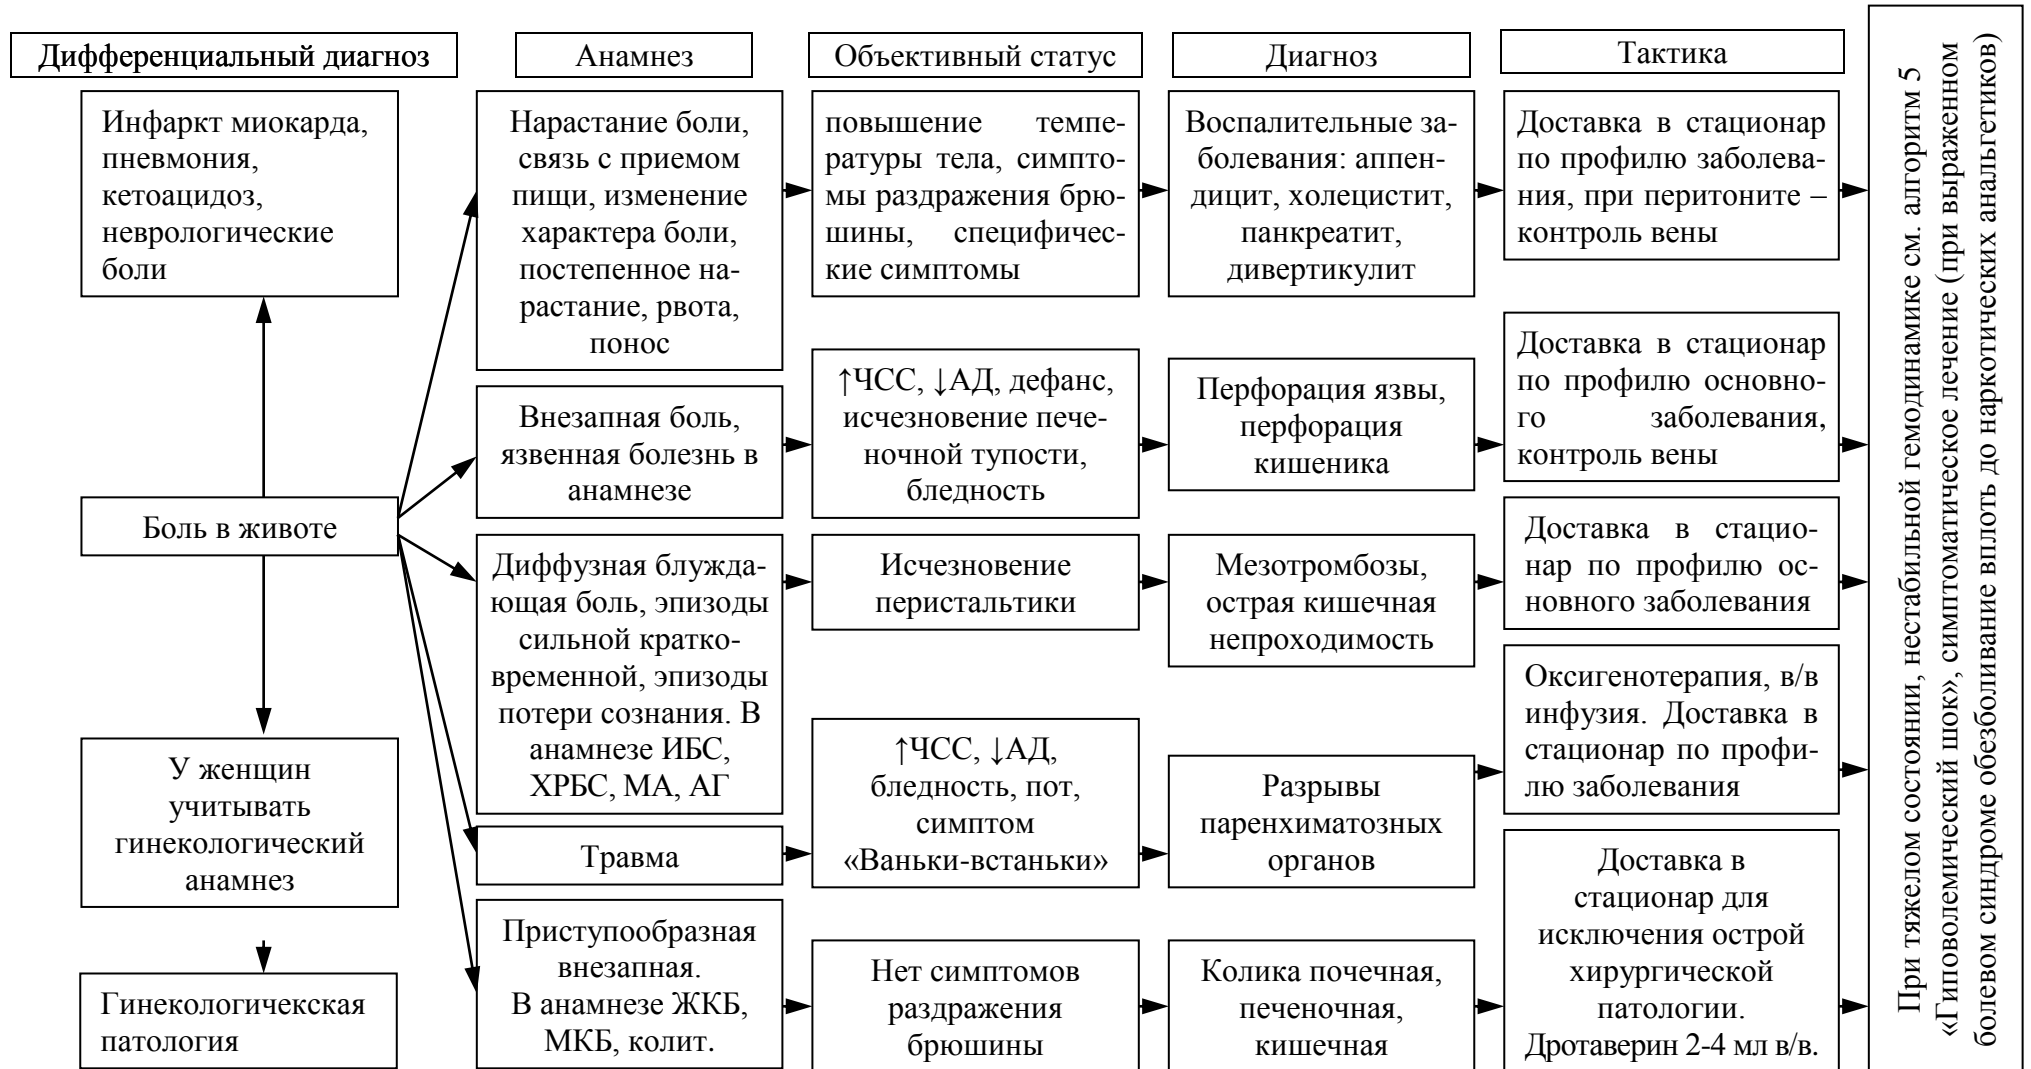 Дифференциальный диагноз
Анамнез
Объективный статус
Диагноз
Тактика
Инфаркт миокарда,
пневмония,
кетоацидоз,
неврологические
боли
Боль в животе
У женщин
учитывать
гинекологический
анамнез
Гинекологичекская
патология
Нарастание боли,
связь с приемом
пищи, изменение
характера боли,
постепенное на-
растание, рвота,
понос
повышение темпе-
ратуры тела, симпто-
мы раздражения брю-
шины, специфичес-
кие симптомы
Воспалительные за-
болевания: аппен-
дицит, холецистит,
панкреатит,
дивертикулит
Доставка в стационар
по профилю заболева-
ния, при перитоните –
контроль вены
Внезапная боль,
язвенная болезнь в
анамнезе
↑ЧСС, ↓АД, дефанс,
исчезновение пече-
ночной тупости,
бледность
Перфорация язвы,
перфорация
кишеника
Доставка в стационар
по профилю основно-
го заболевания,
контроль вены
Диффузная блужда-
ющая боль, эпизоды
сильной кратко-
временной, эпизоды
потери сознания. В
анамнезе ИБС,
ХРБС, МА, АГ
Исчезновение
перистальтики
Мезотромбозы,
острая кишечная
непроходимость
Доставка в стацио-
нар по профилю ос-
новного заболевания
Травма
↑ЧСС, ↓АД,
бледность, пот,
симптом
«Ваньки-встаньки»
Разрывы
паренхиматозных
органов
Оксигенотерапия, в/в
инфузия. Доставка в
стационар по профи-
лю заболевания
Приступообразная
внезапная.
В анамнезе ЖКБ,
МКБ, колит.
Нет симптомов
раздражения
брюшины
Колика почечная,
печеночная,
кишечная
Доставка в
стационар для
исключения острой
хирургической
патологии.
Дротаверин 2-4 мл в/в.
При тяжелом состоянии, нестабильной гемодинамике см. алгоритм 5
«Гиповолемический шок», симптоматическое лечение (при выраженном
болевом синдроме обезболивание вплоть до наркотических анальгетиков)